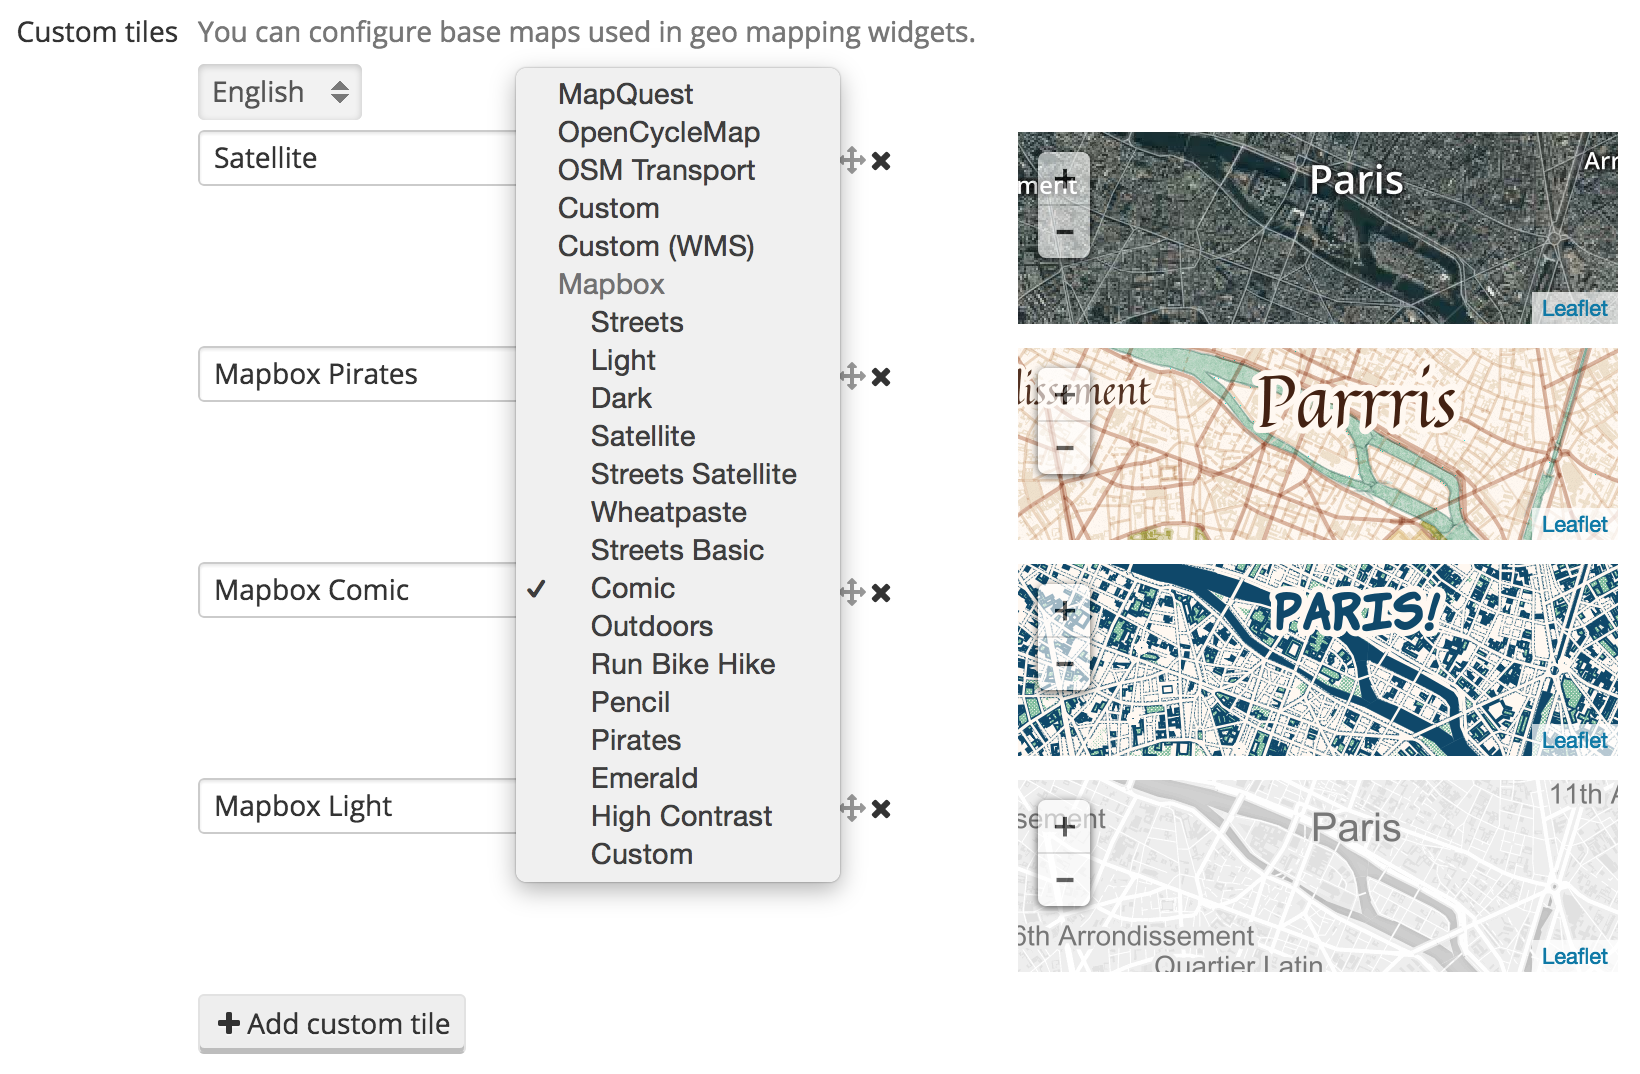 Custom tiles You can configure base maps used in geo mapping widgets.
English
Satellite
Mapbox Pirates
Mapbox Comic
Mapbox Light
MapQuest
OpenCycleMap
OSM Transport
Custom
Custom (WMS)
Mapbox
Streets
Light
Dark
Satellite
Streets Satellite
Wheatpaste
Streets Basic
✓ Comic
Outdoors
Run Bike Hike
Pencil
Pirates
Emerald
High Contrast
Custom
Paris
Arr
ment
+
−
Leaflet
dissement
Parrris
+
−
Leaflet
PARIS!
+
−
Leaflet
11th A
sement
Paris
+
−
6th Arrondissement
Quartier Latin
Leaflet
+ Add custom tile